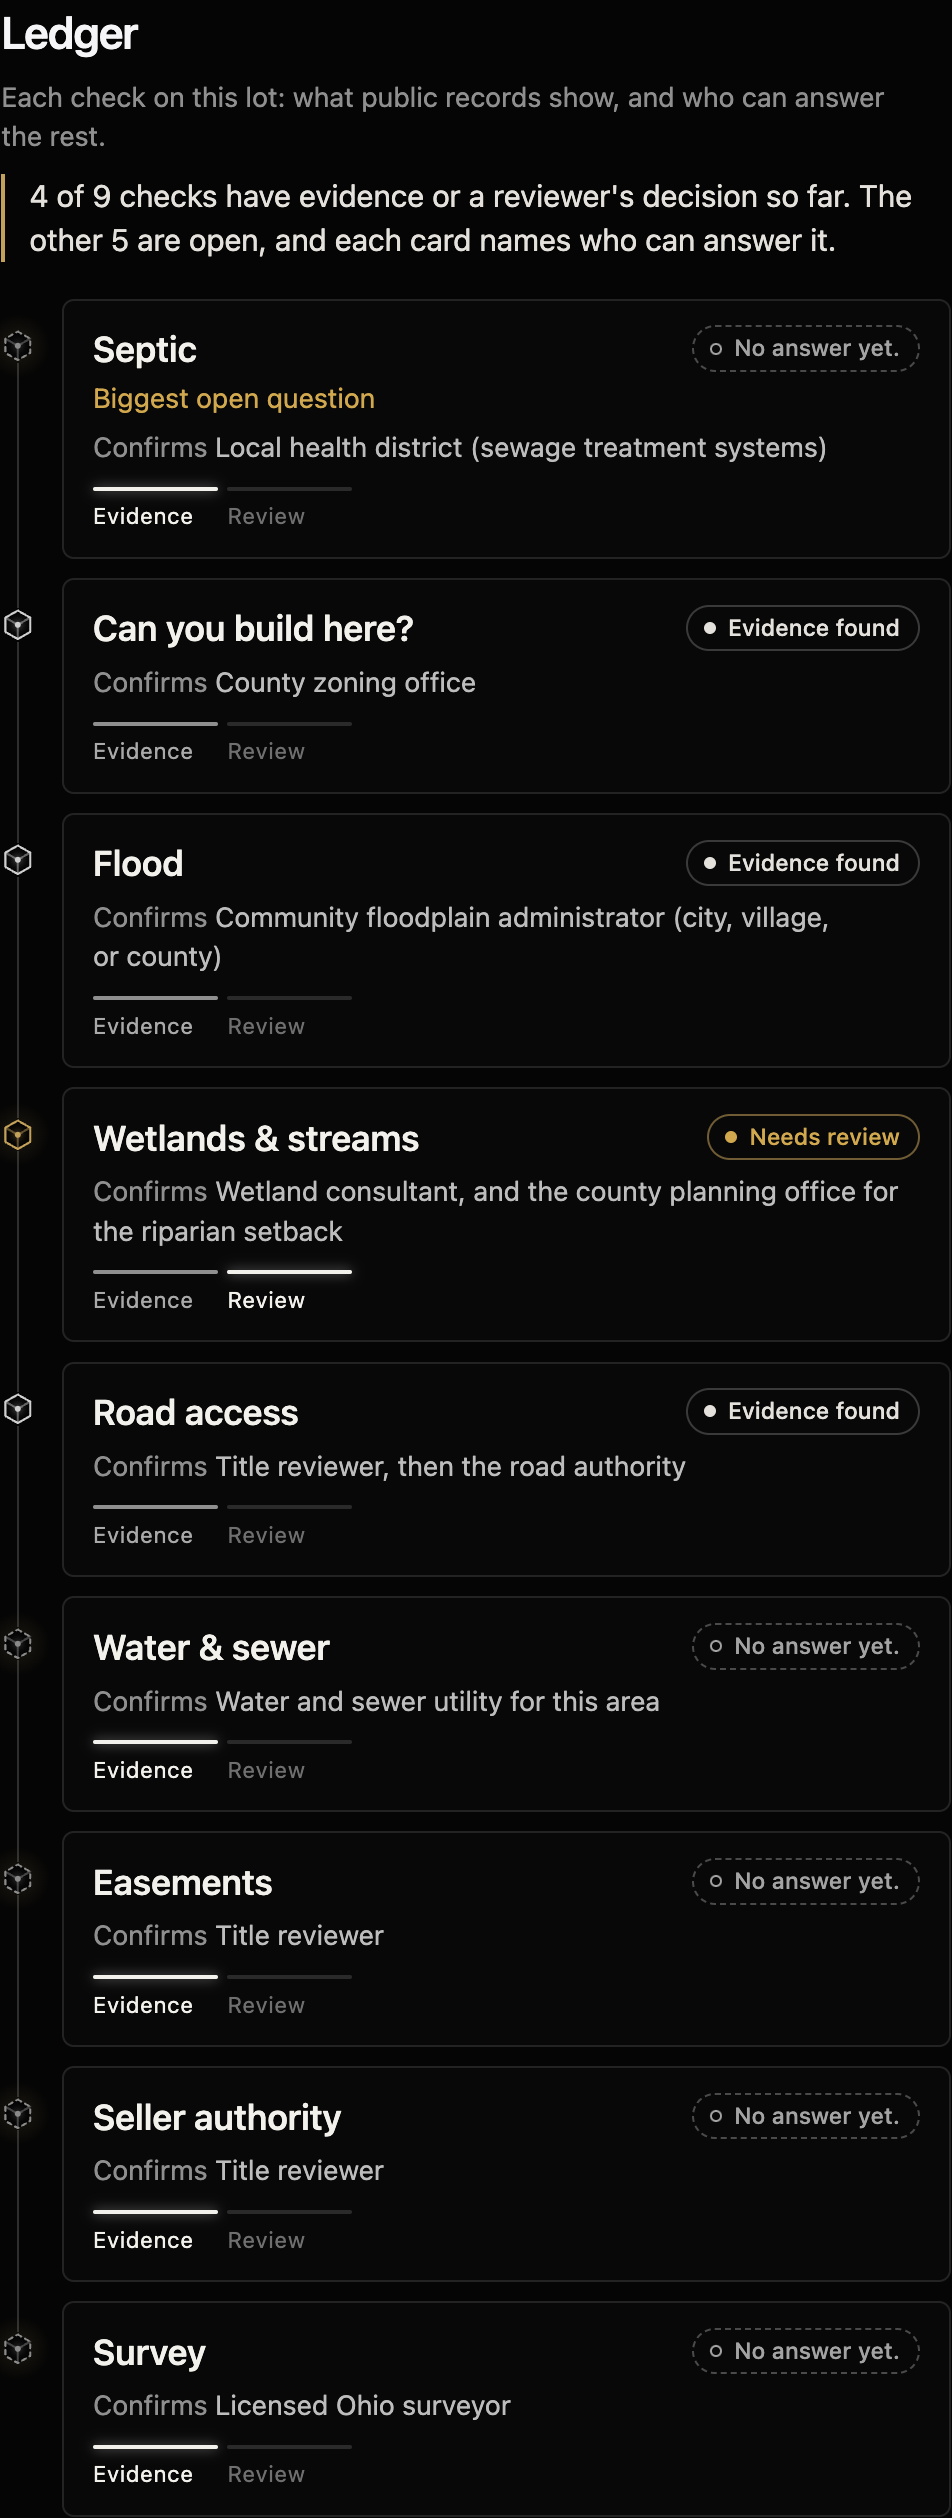 Ledger
Each check on this lot: what public records show, and who can answer
the rest.
4 of 9 checks have evidence or a reviewer's decision so far. The
other 5 are open, and each card names who can answer it.
Septic
No answer yet.
Biggest open question
Confirms Local health district (sewage treatment systems)
Evidence Review
Can you build here?
Evidence found
Confirms County zoning office
Evidence Review
Flood
Evidence found
Confirms Community floodplain administrator (city, village,
or county)
Evidence Review
Wetlands & streams
Needs review
Confirms Wetland consultant, and the county planning office for
the riparian setback
Evidence Review
Road access
Evidence found
Confirms Title reviewer, then the road authority
Evidence Review
Water & sewer
No answer yet.
Confirms Water and sewer utility for this area
Evidence Review
Easements
No answer yet.
Confirms Title reviewer
Evidence Review
Seller authority
No answer yet.
Confirms Title reviewer
Evidence Review
Survey
No answer yet.
Confirms Licensed Ohio surveyor
Evidence Review